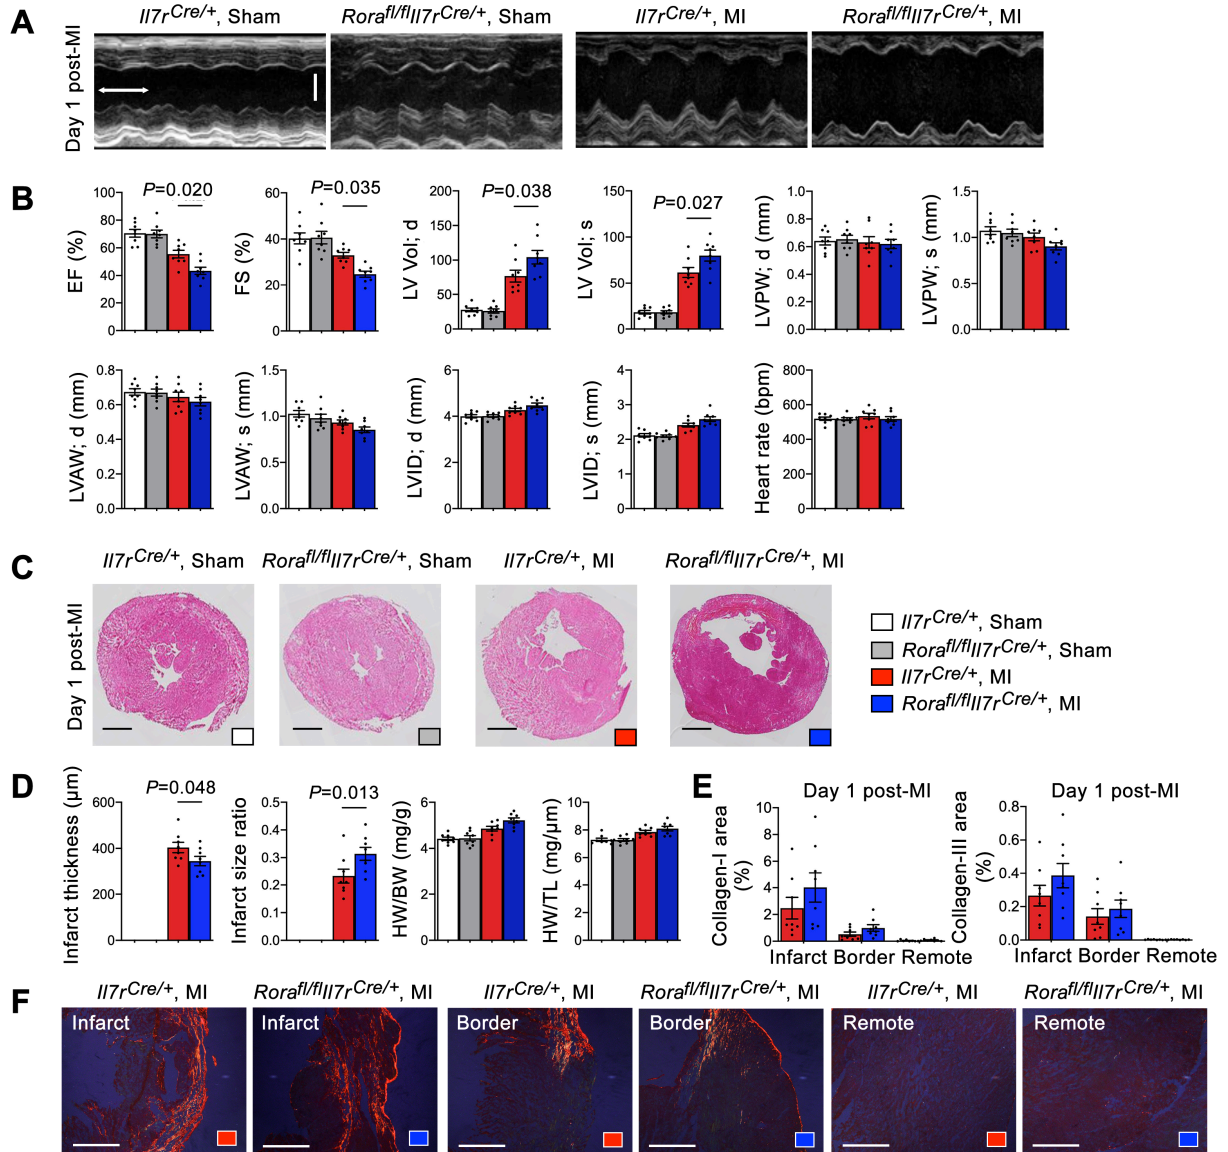 A
Il7rCre/+, Sham
Rorafl/flIl7rCre/+, Sham
Il7rCre/+, MI
Rorafl/flIl7rCre/+, MI
Day 1 post-MI
B
EF (%)
100
80
60
40
20
0
P=0.020
FS (%)
60
40
20
0
P=0.035
LV Vol; d
200
150
100
50
0
P=0.038
LV Vol; s
150
100
50
0
P=0.027
LVPW; d (mm)
1.0
0.8
0.6
0.4
0.2
0.0
LVPW; s (mm)
1.5
1.0
0.5
0.0
LVAW; d (mm)
0.8
0.6
0.4
0.2
0.0
LVAW; s (mm)
1.5
1.0
0.5
0.0
LVID; d (mm)
6
4
2
0
LVID; s (mm)
4
3
2
1
0
Heart rate (bpm)
800
600
400
200
0
C
Il7rCre/+, Sham
Rorafl/flIl7rCre/+, Sham
Il7rCre/+, MI
Rorafl/flIl7rCre/+, MI
Day 1 post-MI
Il7rCre/+, Sham
Rorafl/flIl7rCre/+, Sham
Il7rCre/+, MI
Rorafl/flIl7rCre/+, MI
D
Infarct thickness (μm)
600
400
200
0
P=0.048
Infarct size ratio
0.5
0.4
0.3
0.2
0.1
0.0
P=0.013
HW/BW (mg/g)
6
4
2
0
HW/TL (mg/μm)
10
8
6
4
2
0
E
Day 1 post-MI
Collagen-I area
(%)
10
8
6
4
2
0
Infarct Border Remote
Day 1 post-MI
Collagen-III area
(%)
0.8
0.6
0.4
0.2
0.0
Infarct Border Remote
F
Il7rCre/+, MI
Rorafl/flIl7rCre/+, MI
Il7rCre/+, MI
Rorafl/flIl7rCre/+, MI
Il7rCre/+, MI
Rorafl/flIl7rCre/+, MI
Infarct
Infarct
Border
Border
Remote
Remote